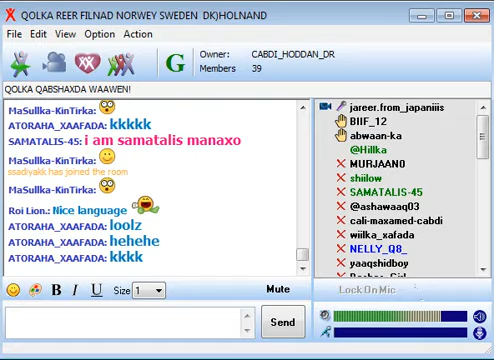 QOLKA REER FILNAD NORWEY SWEDEN DK)HOLNAND
File Edit View Option Action
G
Owner: CABDI_HODDAN_DR
Members 39
QOLKA QABSHAXDA WAAWEN!
MaSullka-KinTirka:
ATORAHA_XAAFADA: kkkkk
SAMATALIS-45: i am samatalis manaxo
MaSullka-KinTirka:
ssadiyakk has joined the room
MaSullka-KinTirka:
Roi Lion.: Nice language
ATORAHA_XAAFADA: loolz
ATORAHA_XAAFADA: hehehe
ATORAHA_XAAFADA: kkkk
jareer.from_japaniiis
BIIF_12
abwaan-ka
@Hillka
MURJAAN0
shiilow
SAMATALIS-45
@ashawaaq03
cali-maxamed-cabdi
wiilka_xafada
NELLY_Q8_
yaaqshidboy
B I U Size 1 Mute
Lock On Mic
Send